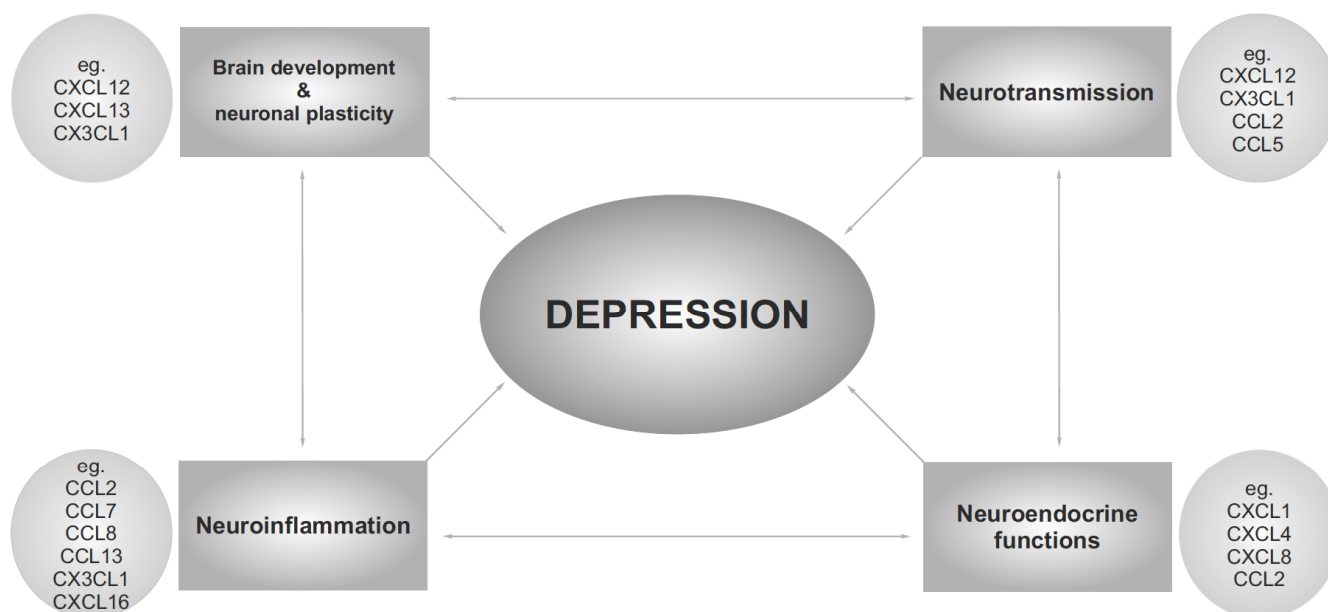 eg.
CXCL12
CXCL13
CX3CL1
Brain development
&
neuronal plasticity
Neurotransmission
eg.
CXCL12
CX3CL1
CCL2
CCL5
DEPRESSION
eg.
CCL2
CCL7
CCL8
CCL13
CX3CL1
CXCL16
Neuroinflammation
Neuroendocrine
functions
eg.
CXCL1
CXCL4
CXCL8
CCL2